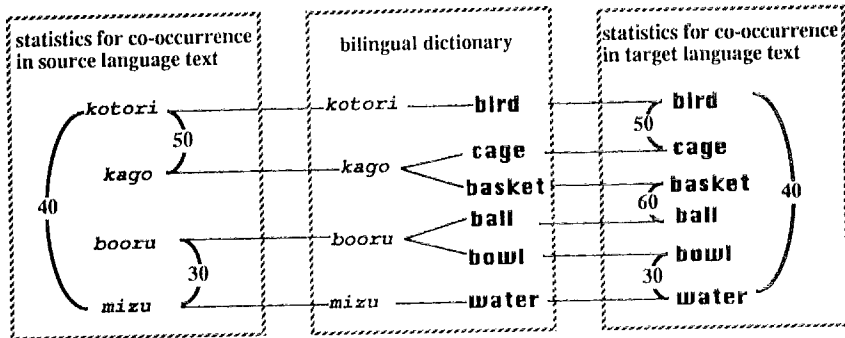 statistics for co-occurrence
in source language text
kotori
50
kago
40
booru
30
mizu
bilingual dictionary
kotori
bird
kago
cage
basket
booru
ball
bowl
mizu
water
statistics for co-occurrence
in target language text
bird
50
cage
basket
40
60
ball
bowl
30
water